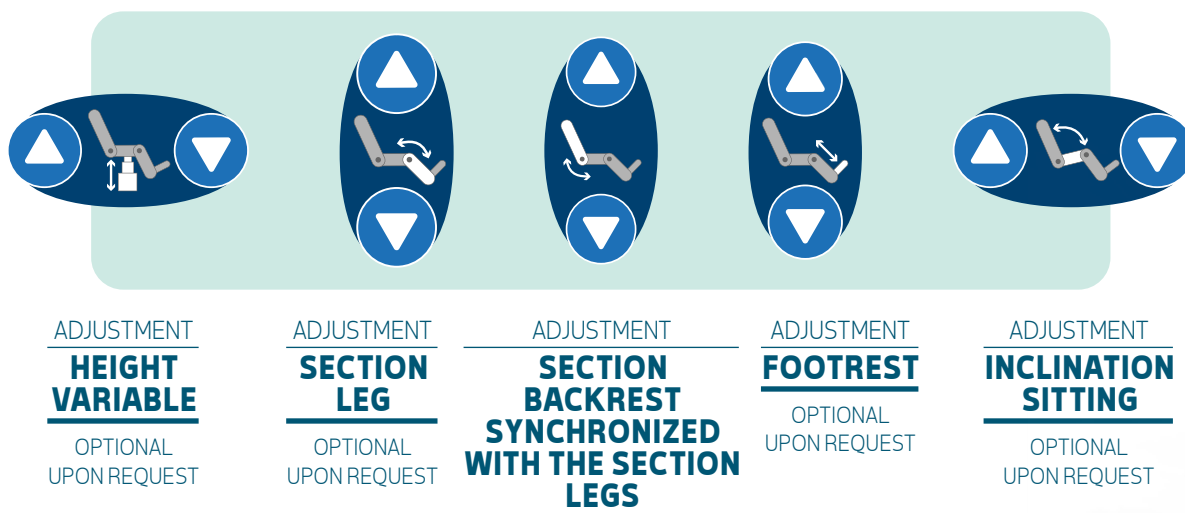 ADJUSTMENT
HEIGHT
VARIABLE
OPTIONAL
UPON REQUEST
ADJUSTMENT
SECTION
LEG
OPTIONAL
UPON REQUEST
ADJUSTMENT
SECTION
BACKREST
SYNCHRONIZED
WITH THE SECTION
LEGS
ADJUSTMENT
FOOTREST
OPTIONAL
UPON REQUEST
ADJUSTMENT
INCLINATION
SITTING
OPTIONAL
UPON REQUEST